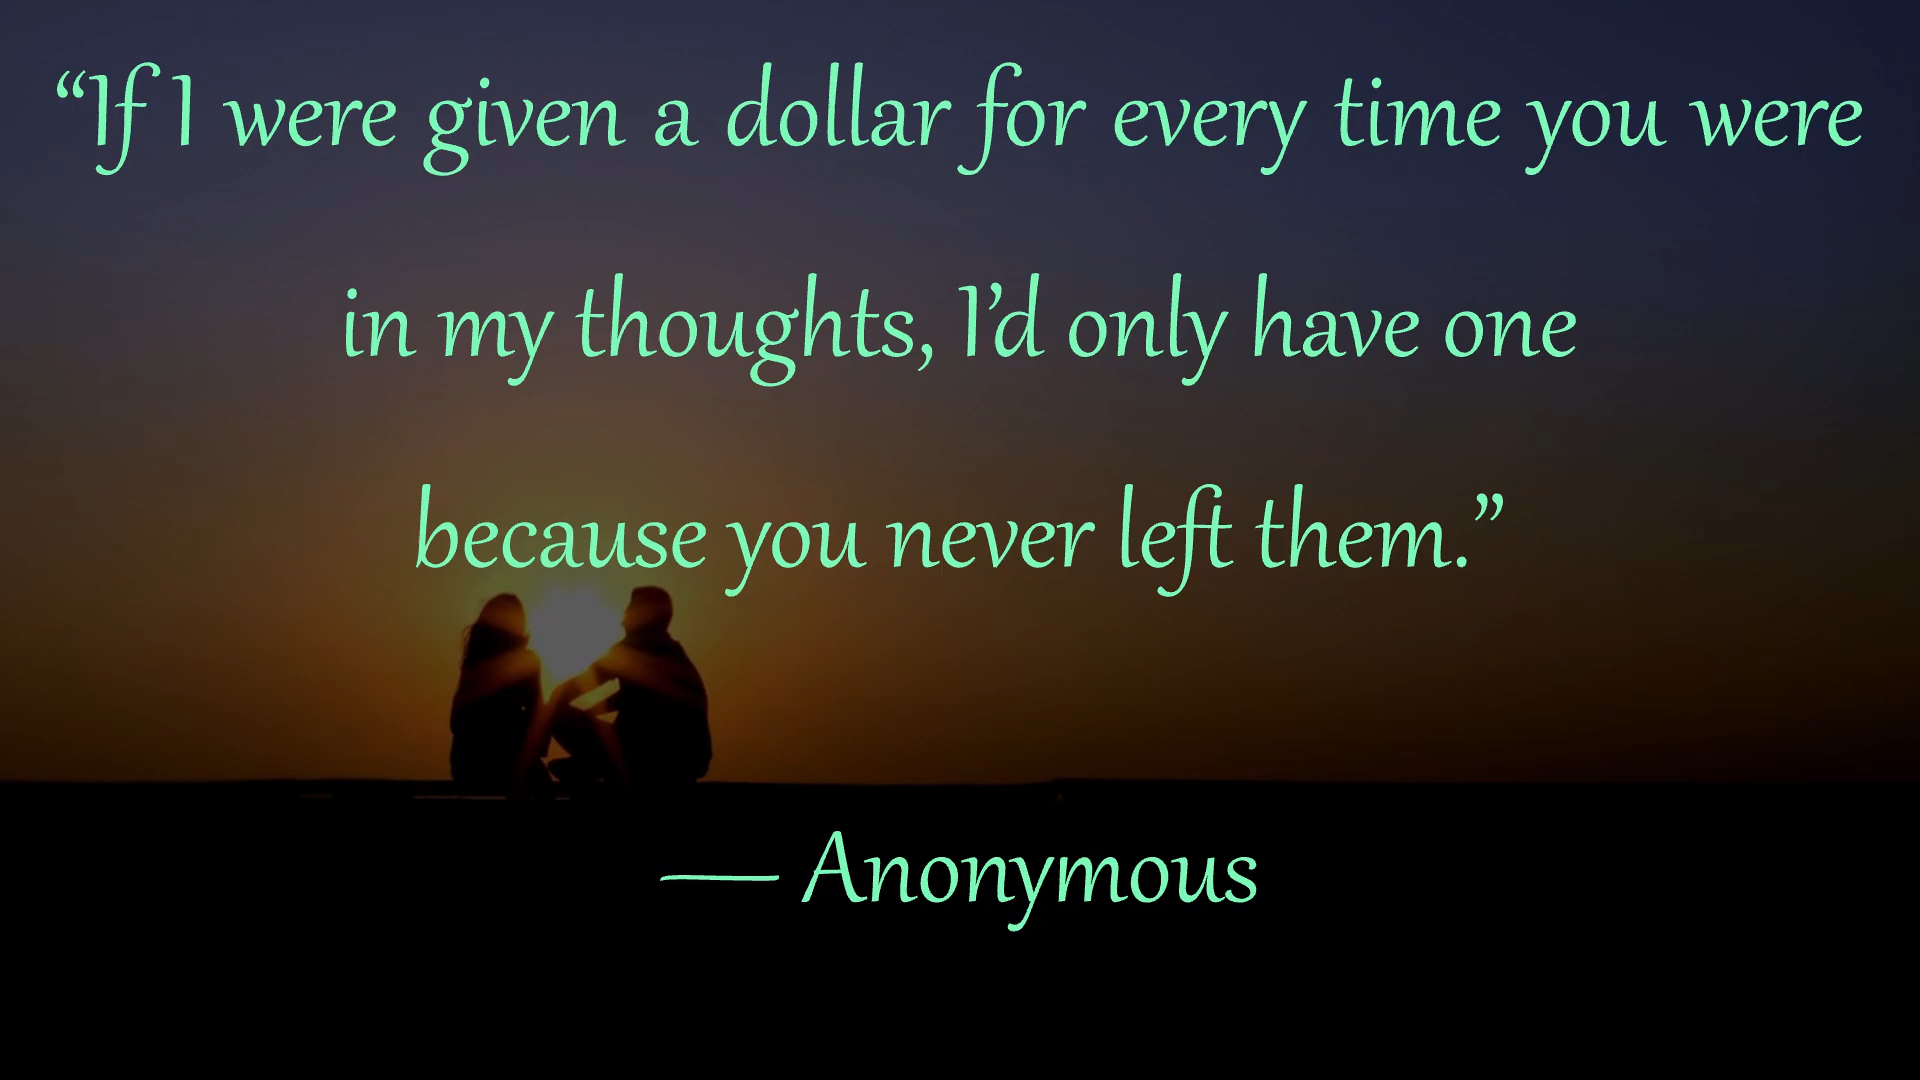 “If I were given a dollar for every time you were
in my thoughts, I’d only have one
because you never left them.”
— Anonymous